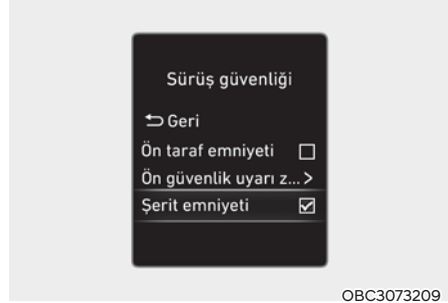 Sürüş güvenliği
Geri
Ön taraf emniyeti
Ön güvenlik uyarı z...>
Şerit emniyeti
OBC3073209